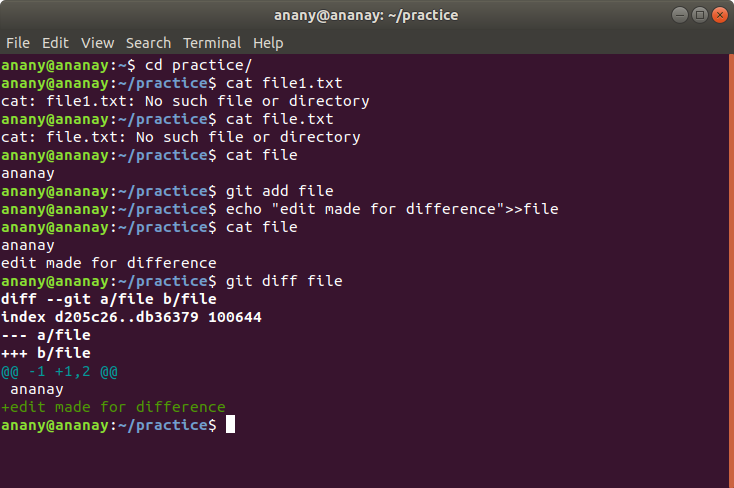 anany@ananay: ~/practice
File Edit View Search Terminal Help
anany@ananay:~$ cd practice/
anany@ananay:~/practice$ cat file1.txt
cat: file1.txt: No such file or directory
anany@ananay:~/practice$ cat file.txt
cat: file.txt: No such file or directory
anany@ananay:~/practice$ cat file
ananay
anany@ananay:~/practice$ git add file
anany@ananay:~/practice$ echo "edit made for difference">>file
anany@ananay:~/practice$ cat file
ananay
edit made for difference
anany@ananay:~/practice$ git diff file
diff --git a/file b/file
index d205c26..db36379 100644
--- a/file
+++ b/file
@@ -1 +1,2 @@
 ananay
+edit made for difference
anany@ananay:~/practice$